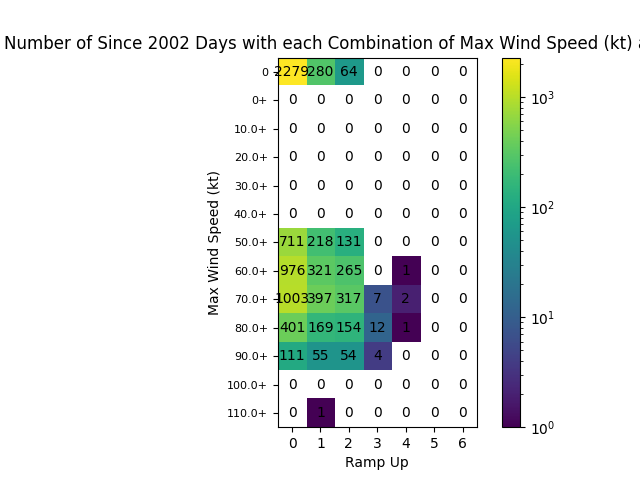 Number of Since 2002 Days with each Combination of Max Wind Speed (kt) a
0 2279 280 64 0 0 0 0
0+ 0 0 0 0 0 0 0
10.0+ 0 0 0 0 0 0 0
20.0+ 0 0 0 0 0 0 0
30.0+ 0 0 0 0 0 0 0
40.0+ 0 0 0 0 0 0 0
50.0+ 711 218 131 0 0 0 0
60.0+ 976 321 265 0 1 0 0
70.0+ 1003 397 317 7 2 0 0
80.0+ 401 169 154 12 1 0 0
90.0+ 111 55 54 4 0 0 0
100.0+ 0 0 0 0 0 0 0
110.0+ 0 1 0 0 0 0 0
0 1 2 3 4 5 6
Ramp Up
Max Wind Speed (kt)
10³
10²
10¹
10⁰